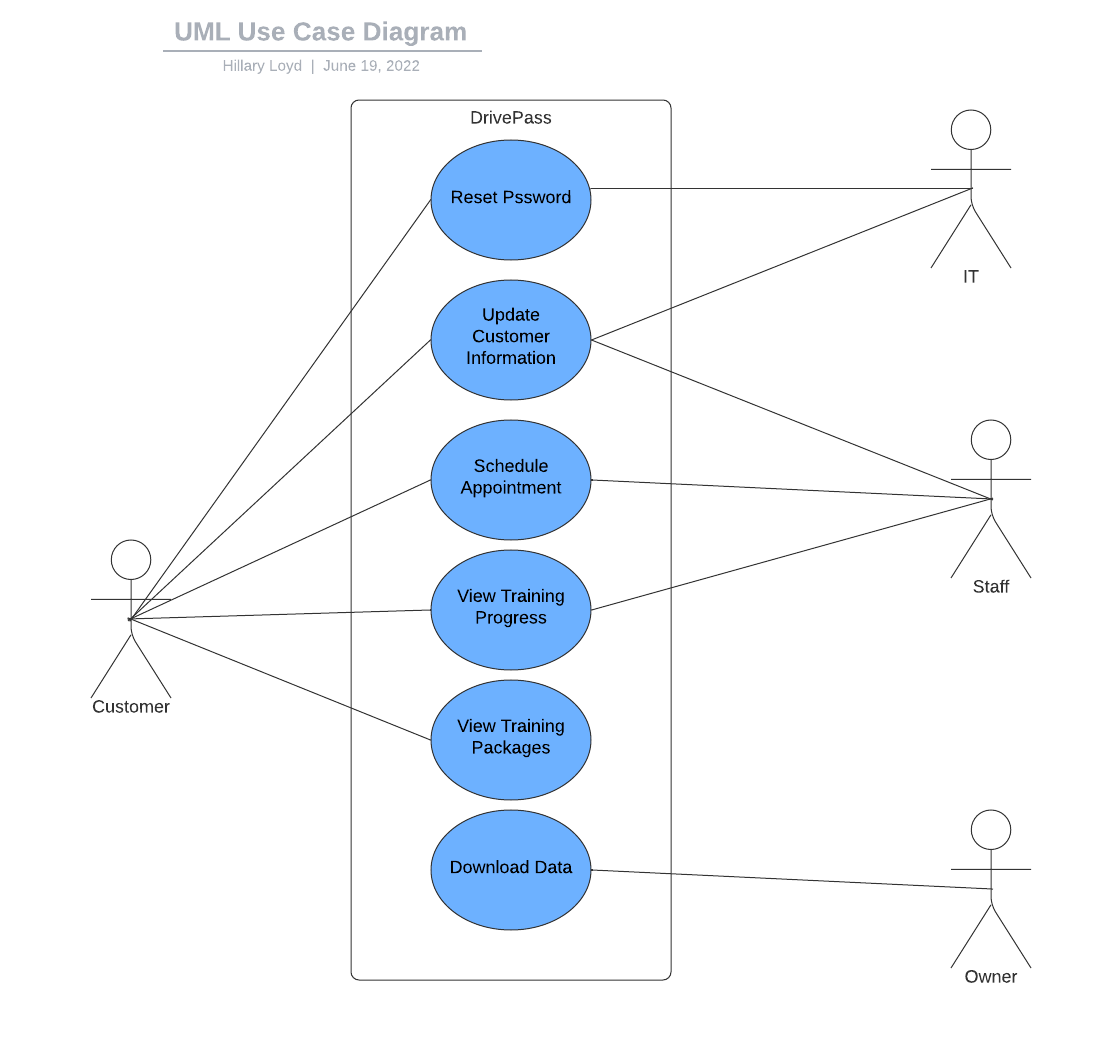 UML Use Case Diagram
Hillary Loyd | June 19, 2022
DrivePass
Reset Pssword
IT
Update
Customer
Information
Schedule
Appointment
Staff
View Training
Progress
Customer
View Training
Packages
Download Data
Owner